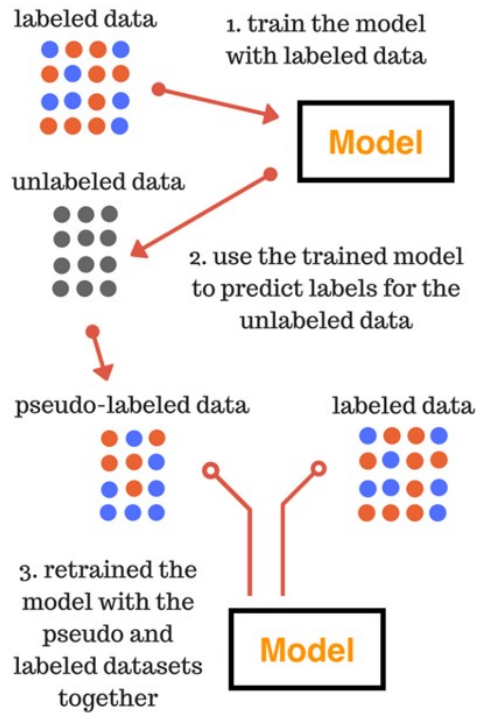 labeled data
1. train the model
with labeled data
Model
unlabeled data
2. use the trained model
to predict labels for the
unlabeled data
pseudo-labeled data
labeled data
3. retrained the
model with the
pseudo and
labeled datasets
together
Model